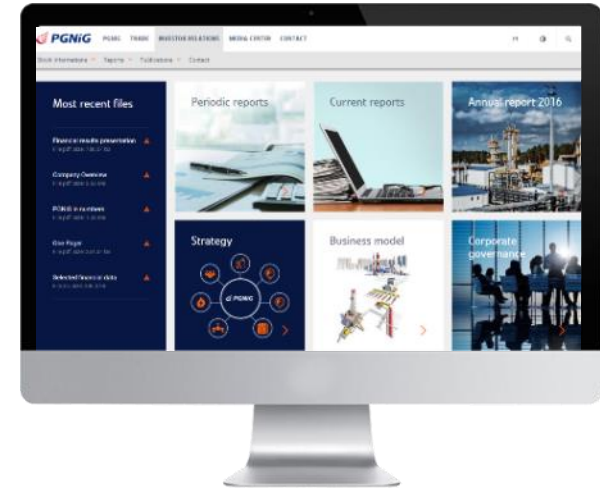 PGNiG PGNIG TRADE INVESTOR RELATIONS MEDIA CENTER CONTACT
Stock Informations Reports Publications Contact
Most recent files
Financial results presentation
Company Overview
PGNiG in numbers
One Pager
Selected financial data
Periodic reports
Current reports
Annual report 2016
Strategy
PGNiG
Business model
Corporate
governance